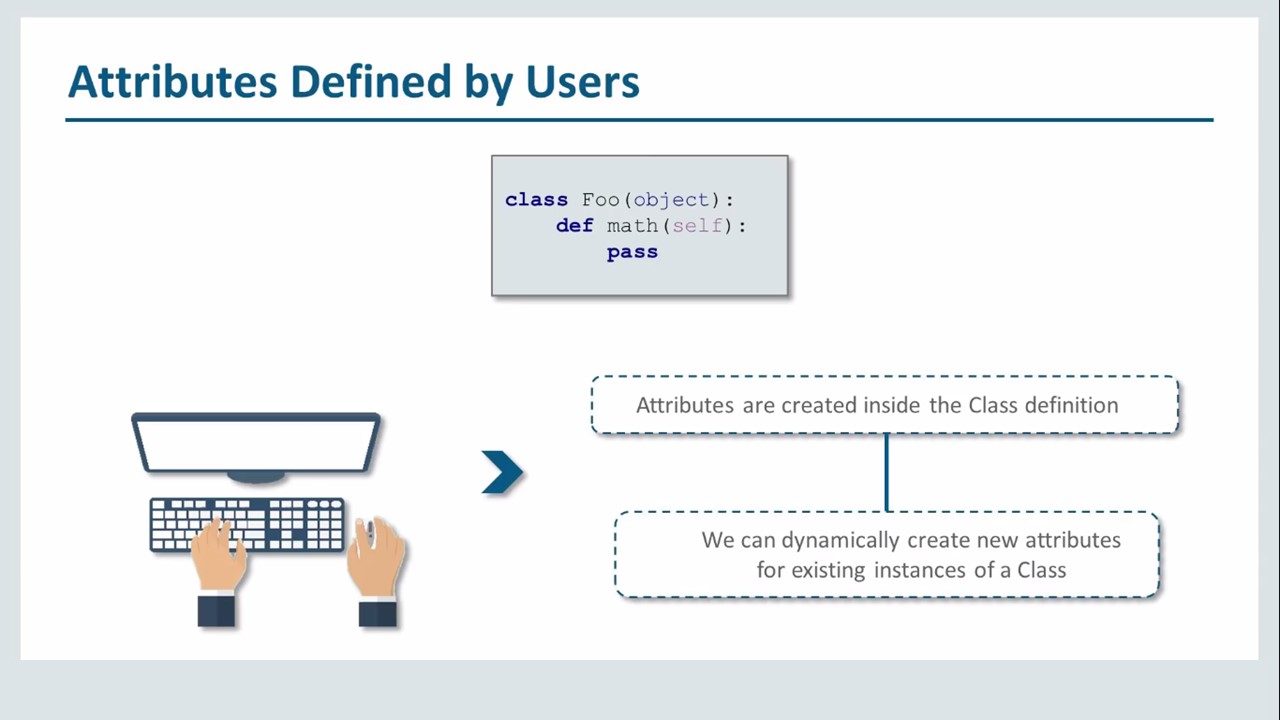 Attributes Defined by Users
class Foo(object):
    def math(self):
        pass
Attributes are created inside the Class definition
We can dynamically create new attributes
for existing instances of a Class